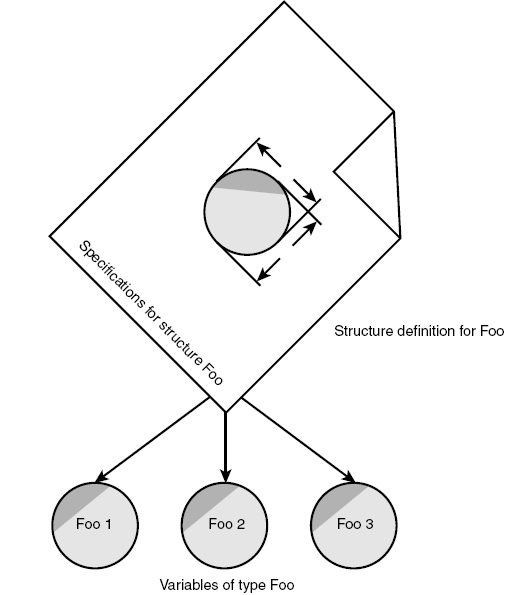 Specifications for structure Foo
Structure definition for Foo
Foo 1
Foo 2
Foo 3
Variables of type Foo